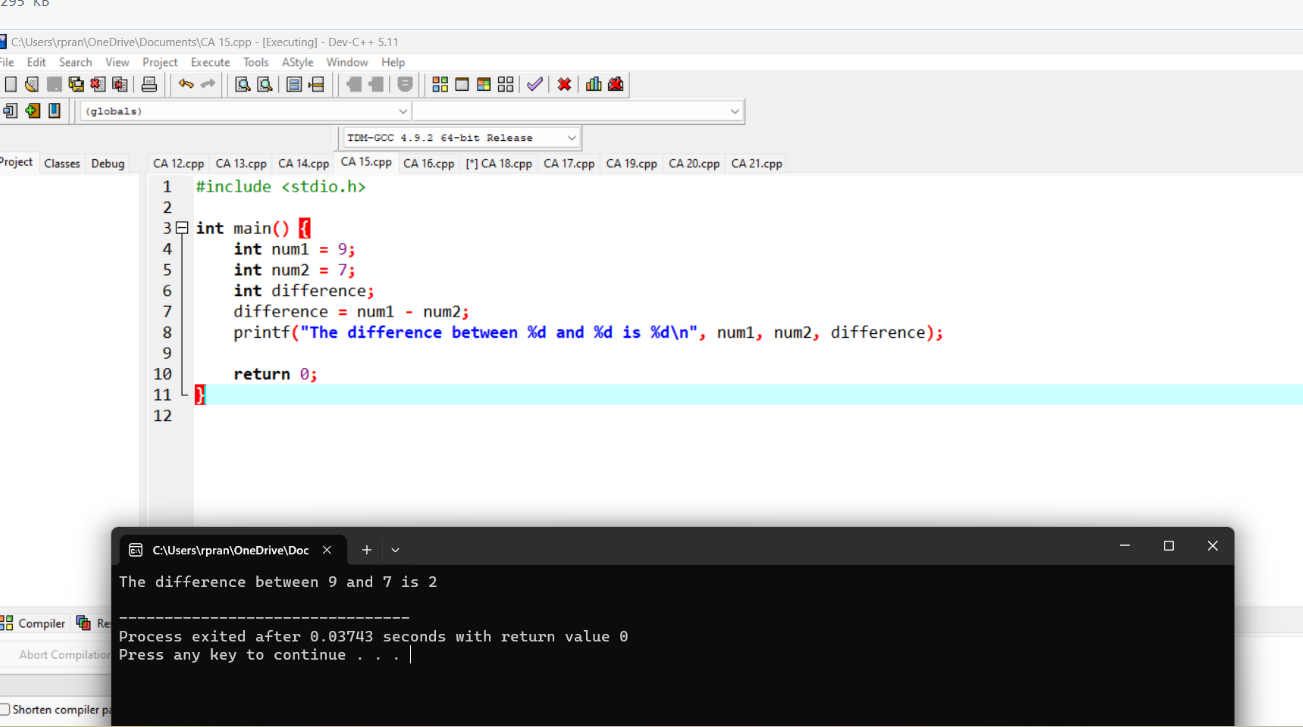 295 KB
C:\Users\rpran\OneDrive\Documents\CA 15.cpp - [Executing] - Dev-C++ 5.11
File Edit Search View Project Execute Tools AStyle Window Help
(globals)
TDM-GCC 4.9.2 64-bit Release
Project Classes Debug
CA 12.cpp CA 13.cpp CA 14.cpp CA 15.cpp CA 16.cpp [*] CA 18.cpp CA 17.cpp CA 19.cpp CA 20.cpp CA 21.cpp
1 #include <stdio.h>
2
3 int main() {
4 int num1 = 9;
5 int num2 = 7;
6 int difference;
7 difference = num1 - num2;
8 printf("The difference between %d and %d is %d\n", num1, num2, difference);
9
10 return 0;
11 }
12
C:\Users\rpran\OneDrive\Doc
The difference between 9 and 7 is 2
--------------------------------
Process exited after 0.03743 seconds with return value 0
Press any key to continue . . .
Compiler Res
Abort Compilation
Shorten compiler pa